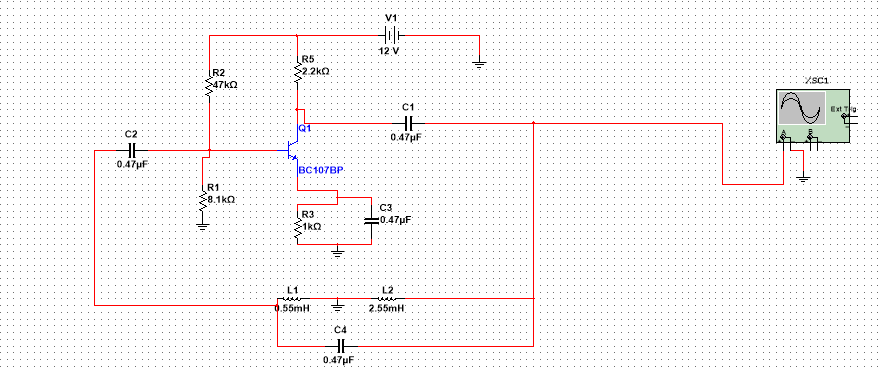 V1
12 V
R5
2.2kΩ
R2
47kΩ
XSC1
Ext Trig
A
B
C1
0.47µF
Q1
BC107BP
C2
0.47µF
R1
8.1kΩ
R3
1kΩ
C3
0.47µF
L1
0.55mH
L2
2.55mH
C4
0.47µF